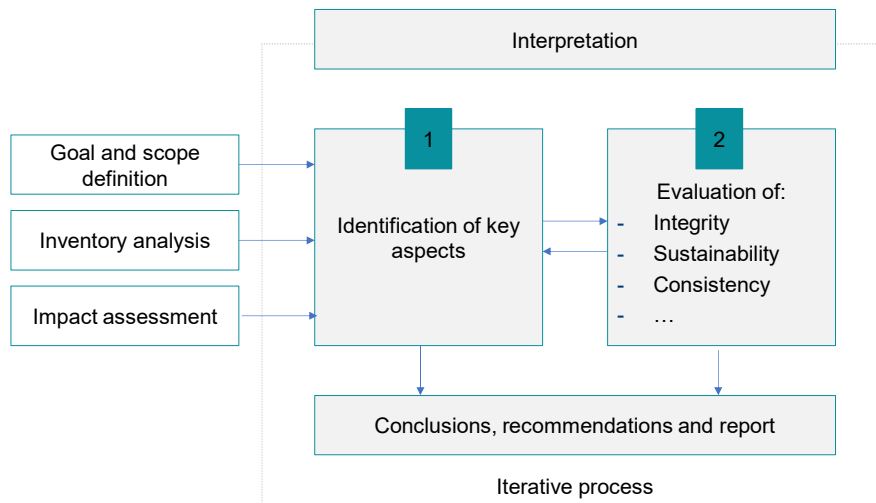 Interpretation
Goal and scope
definition
Inventory analysis
Impact assessment
1
Identification of key
aspects
2
Evaluation of:
- Integrity
- Sustainability
- Consistency
- …
Conclusions, recommendations and report
Iterative process